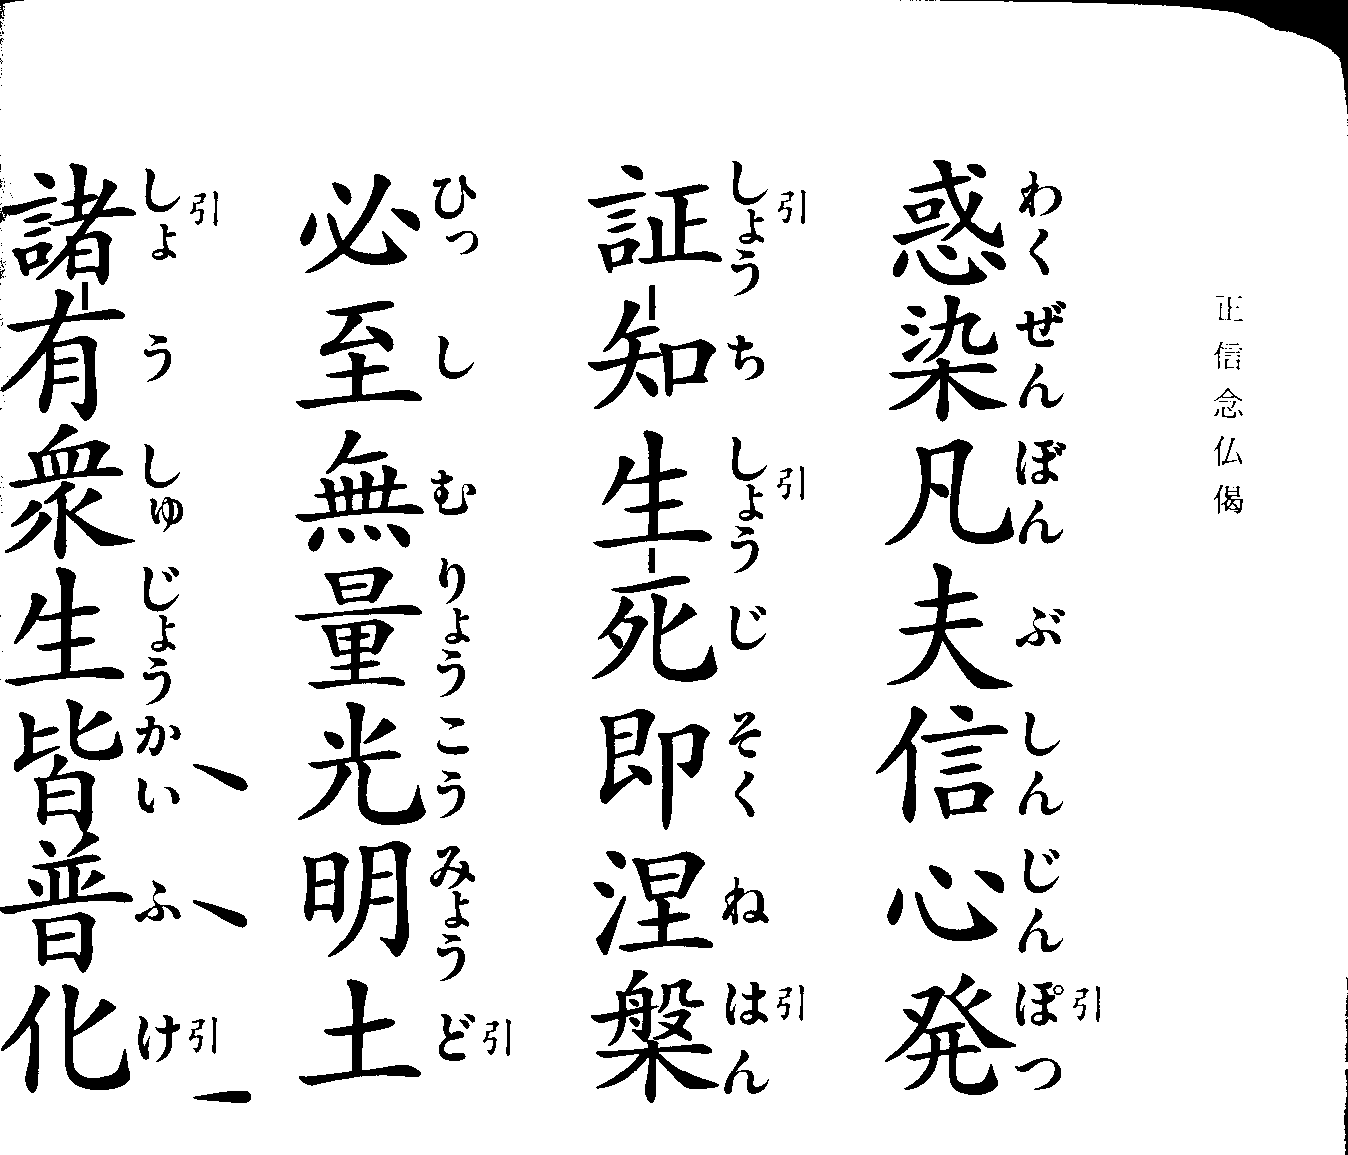 正信念仏偈
惑染凡夫信心発
わくぜんぼんぶしんじんぽつ
引
証知生死即涅槃
しょうちしょうじそくねはん
引 引 引
必至無量光明土
ひっしむりょうこうみょうど
引
諸有衆生皆普化
しょうしゅじょうかいふけ
引 引